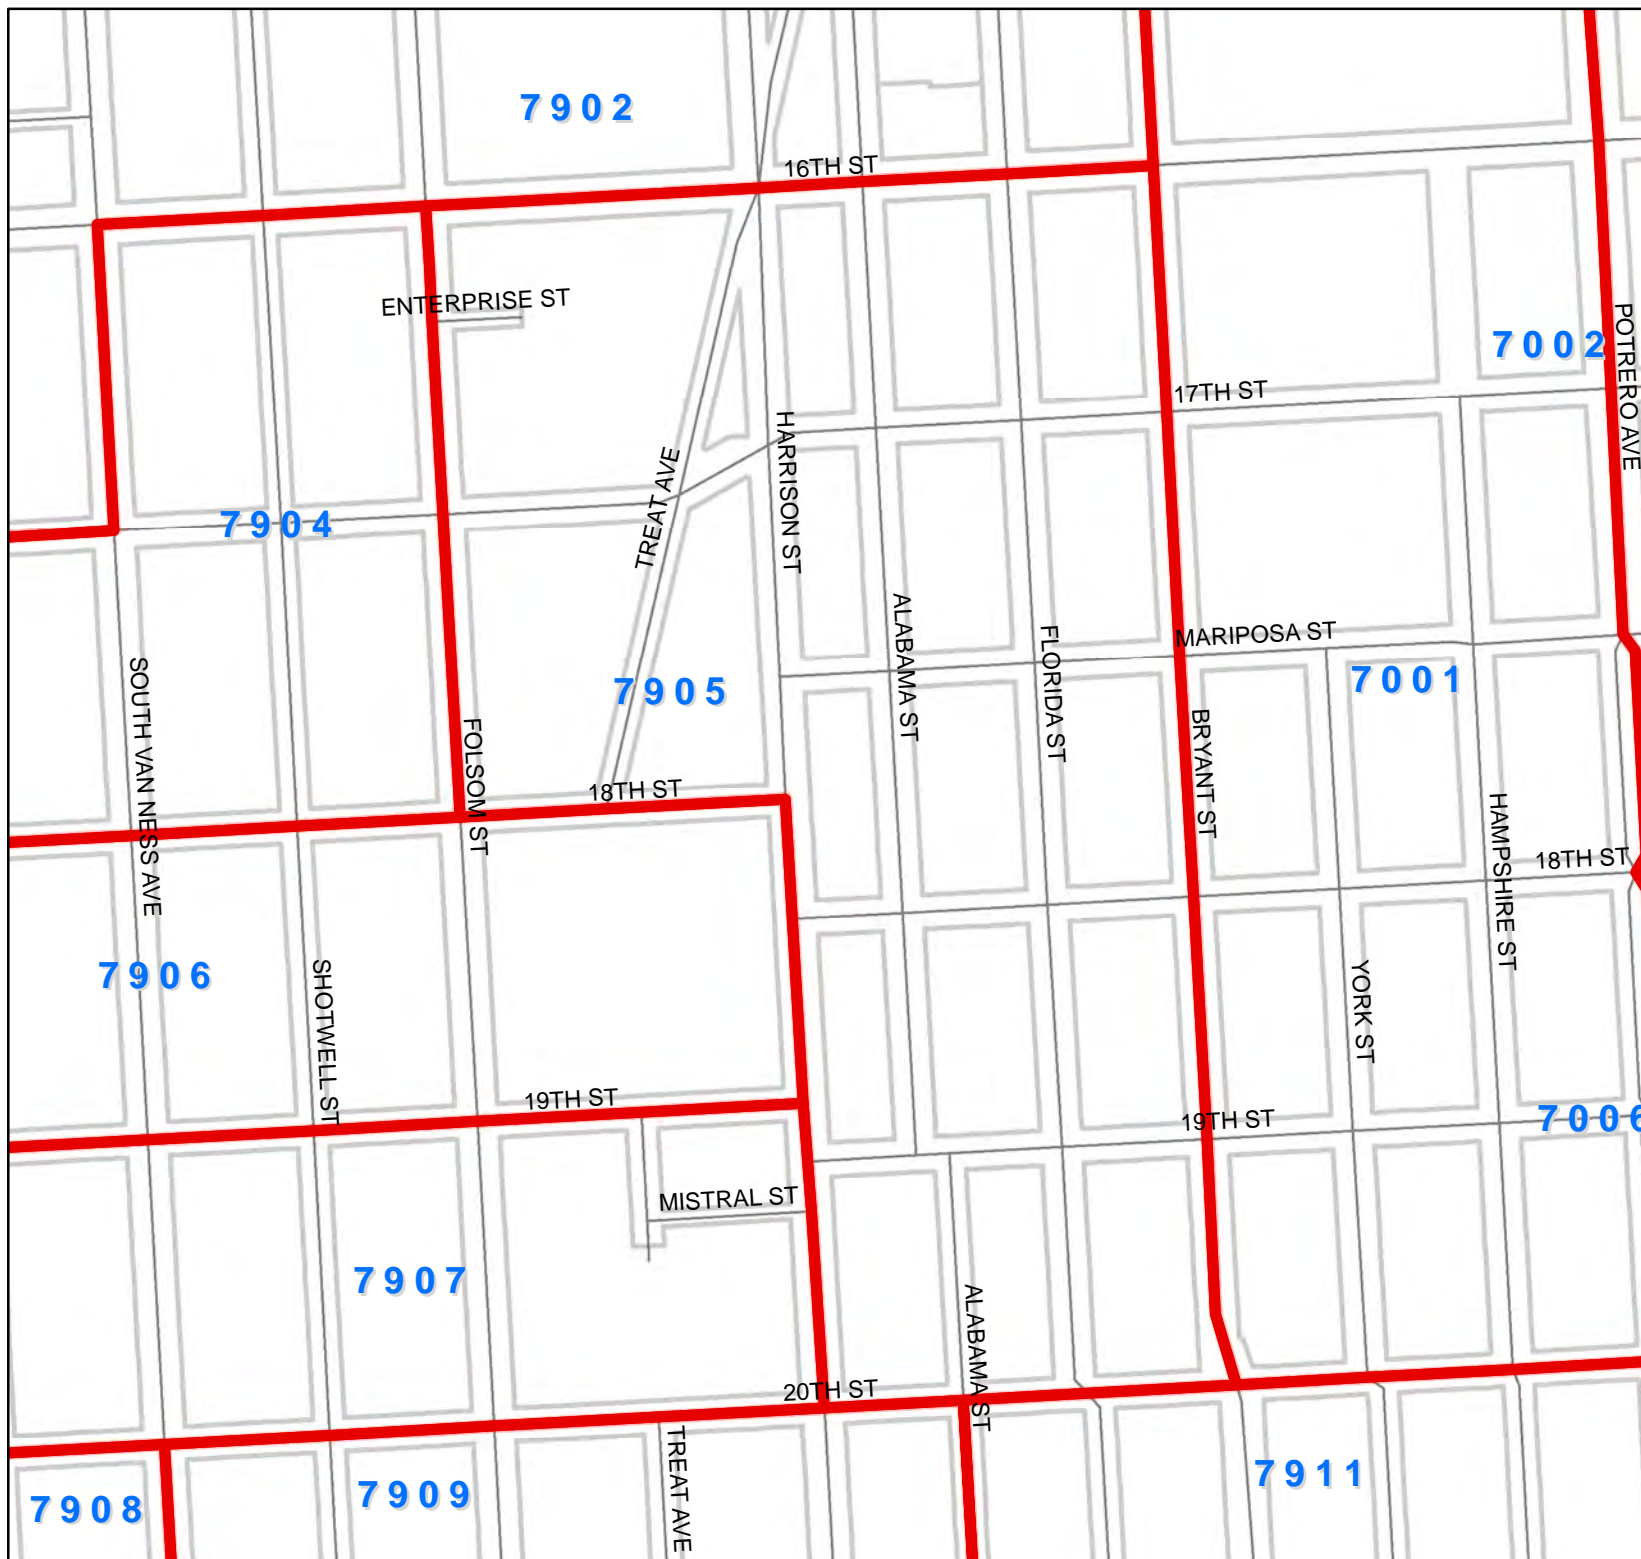 7902
16TH ST
ENTERPRISE ST
POTRERO AVE
7002
17TH ST
HARRISON ST
TREAT AVE
7904
ALABAMA ST
FLORIDA ST
MARIPOSA ST
SOUTH VAN NESS AVE
7905
7001
BRYANT ST
FOLSOM ST
18TH ST
HAMPSHIRE ST
18TH ST
7906
SHOTWELL ST
YORK ST
19TH ST
19TH ST
7006
MISTRAL ST
7907
ALABAMA ST
20TH ST
TREAT AVE
7911
7909
7908